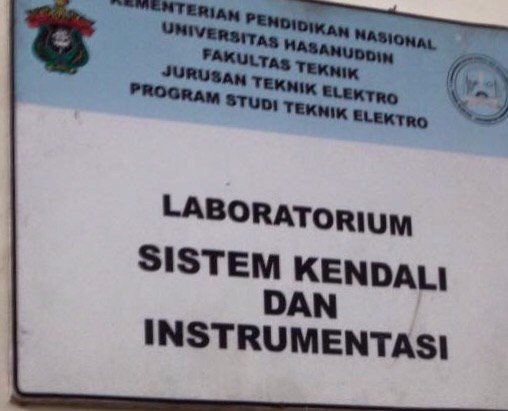 KEMENTERIAN PENDIDIKAN NASIONAL
UNIVERSITAS HASANUDDIN
FAKULTAS TEKNIK
JURUSAN TEKNIK ELEKTRO
PROGRAM STUDI TEKNIK ELEKTRO
LABORATORIUM
SISTEM KENDALI
DAN
INSTRUMENTASI